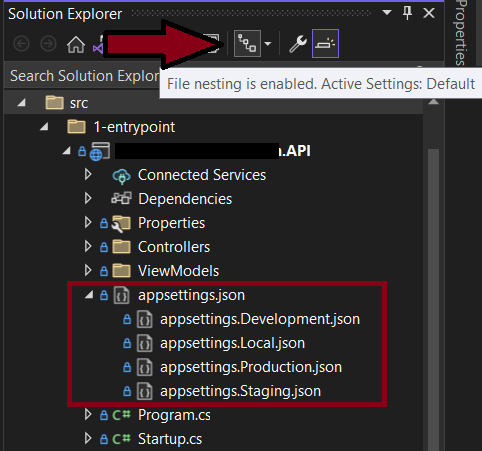 Solution Explorer
Search Solution Explor
File nesting is enabled. Active Settings: Default
Properties
src
1-entrypoint
.API
Connected Services
Dependencies
Properties
Controllers
ViewModels
appsettings.json
appsettings.Development.json
appsettings.Local.json
appsettings.Production.json
appsettings.Staging.json
C# Program.cs
C# Startup.cs